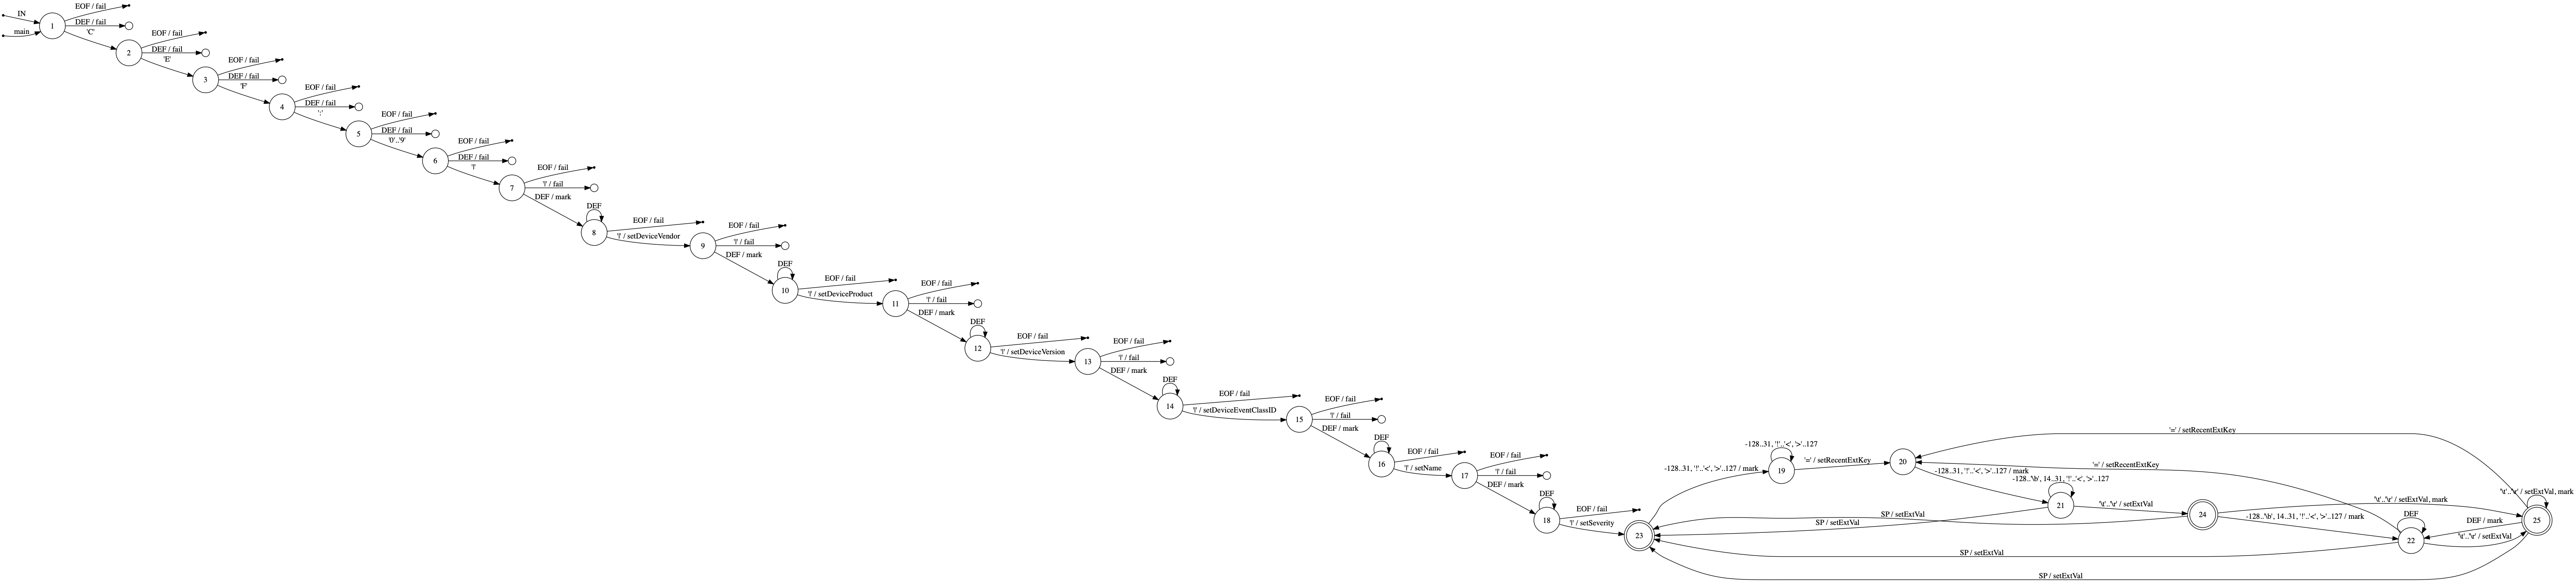 IN
main
1
EOF / fail
DEF / fail
'C'
2
EOF / fail
DEF / fail
'E'
3
EOF / fail
DEF / fail
'F'
4
EOF / fail
DEF / fail
':'
5
EOF / fail
DEF / fail
'0'..'9'
6
EOF / fail
DEF / fail
'|'
7
EOF / fail
'|' / fail
DEF / mark
8
DEF
EOF / fail
'|' / setDeviceVendor
9
EOF / fail
'|' / fail
DEF / mark
10
DEF
EOF / fail
'|' / setDeviceProduct
11
EOF / fail
'|' / fail
DEF / mark
12
DEF
EOF / fail
'|' / setDeviceVersion
13
EOF / fail
'|' / fail
DEF / mark
14
DEF
EOF / fail
'|' / setDeviceEventClassID
15
EOF / fail
'|' / fail
DEF / mark
16
DEF
EOF / fail
'|' / setName
17
EOF / fail
'|' / fail
DEF / mark
18
DEF
EOF / fail
'|' / setSeverity
23
-128..31, '!'..'<', '>'..127 / mark
19
-128..31, '!'..'<', '>'..127
'=' / setRecentExtKey
20
-128..31, '!'..'<', '>'..127 / mark
21
-128..'\b', 14..31, '!'..'<', '>'..127
'\t'..'\r' / setExtVal
SP / setExtVal
24
SP / setExtVal
'\t'..'\r' / setExtVal, mark
-128..'\b', 14..31, '!'..'<', '>'..127 / mark
22
DEF
'=' / setRecentExtKey
'\t'..'\r' / setExtVal
SP / setExtVal
25
'=' / setRecentExtKey
'\t'..'\r' / setExtVal, mark
DEF / mark
SP / setExtVal